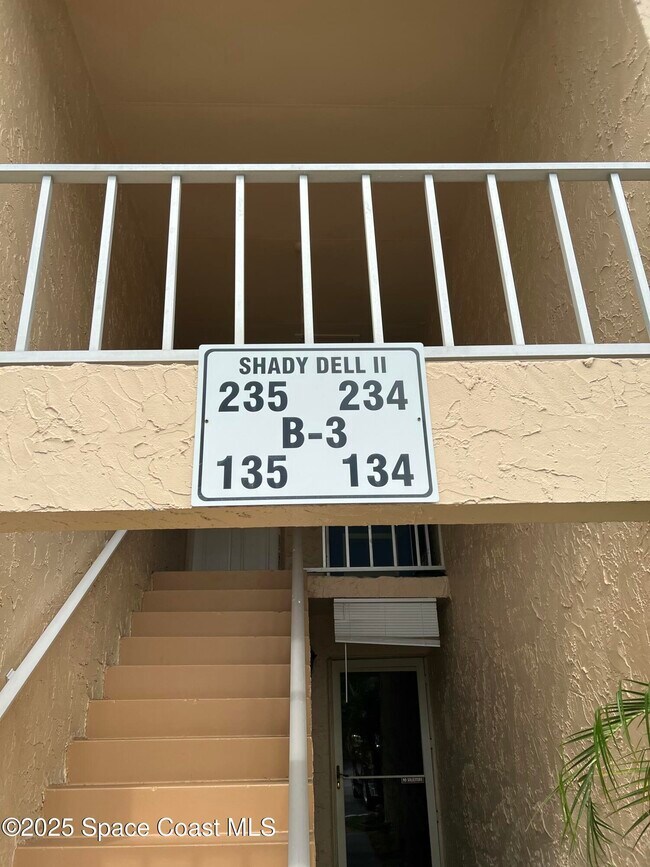 SHADY DELL II
235 234
B-3
135 134
©2025 Space Coast MLS